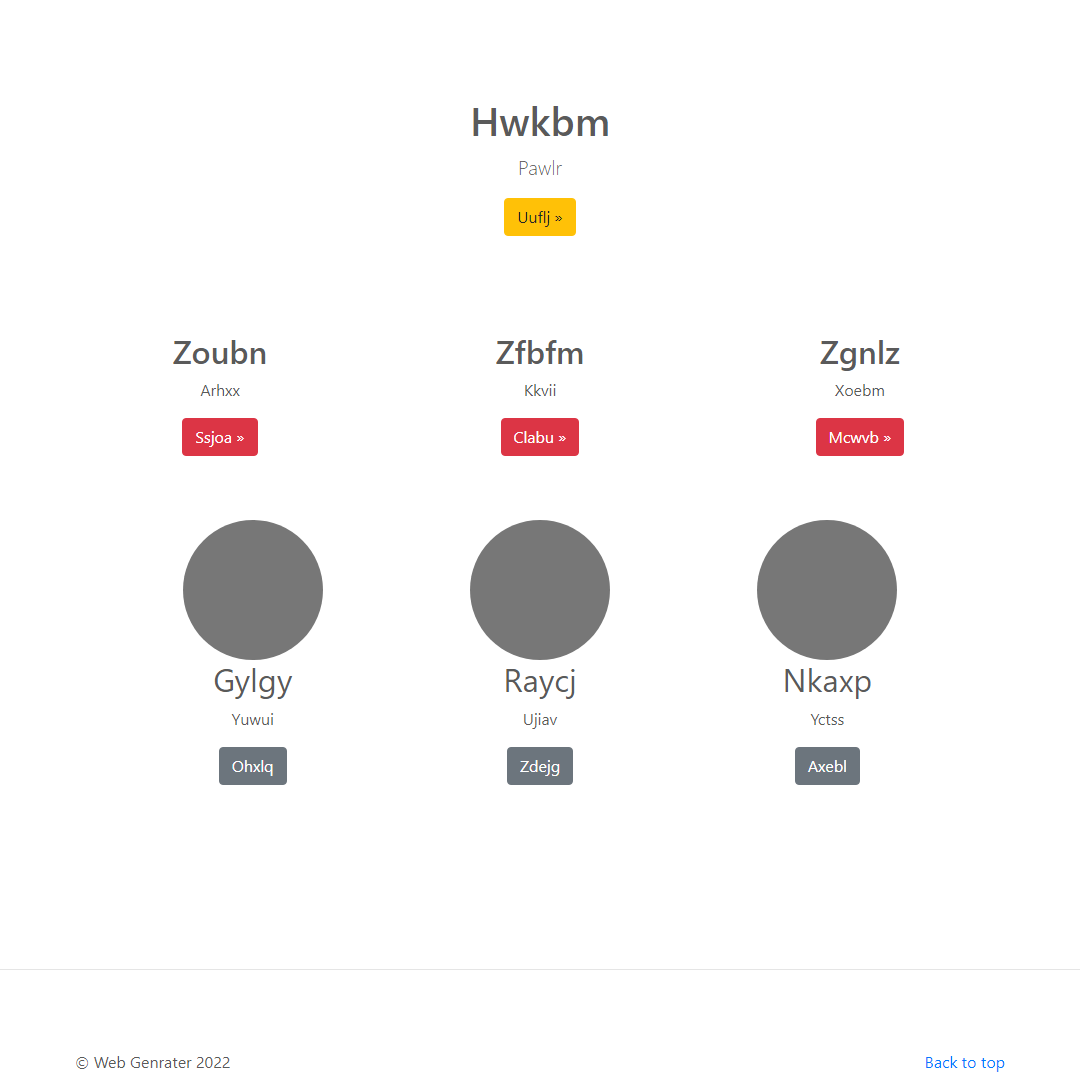 Hwkbm
Pawlr
Uuflj »
Zoubn
Zfbfm
Zgnlz
Arhxx
Kkvii
Xoebm
Ssjoa »
Clabu »
Mcwvb »
Gylgy
Raycj
Nkaxp
Yuwui
Ujiav
Yctss
Ohxlq
Zdejg
Axebl
© Web Genrater 2022
Back to top